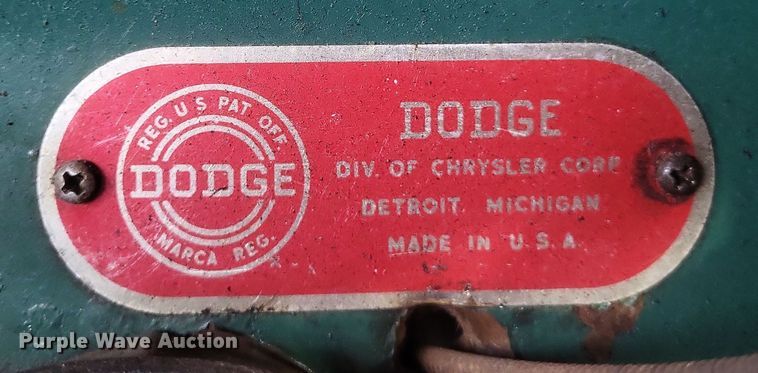 REG. U S PAT OFF.
DODGE
MARCA REG.
DODGE
DIV. OF CHRYSLER CORP
DETROIT. MICHIGAN
MADE IN U.S.A.
Purple Wave Auction